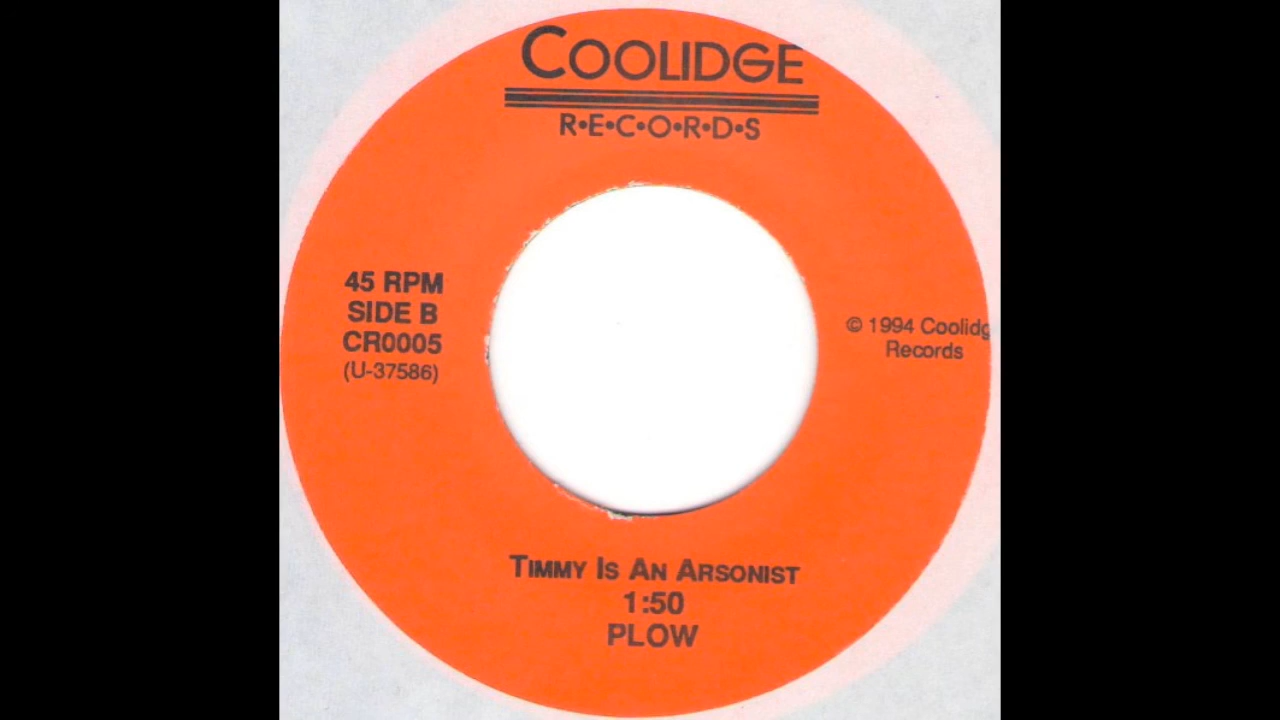 COOLIDGE
R•E•C•O•R•D•S
45 RPM
SIDE B
CR0005
(U-37586)
© 1994 Coolidg
Records
TIMMY IS AN ARSONIST
1:50
PLOW